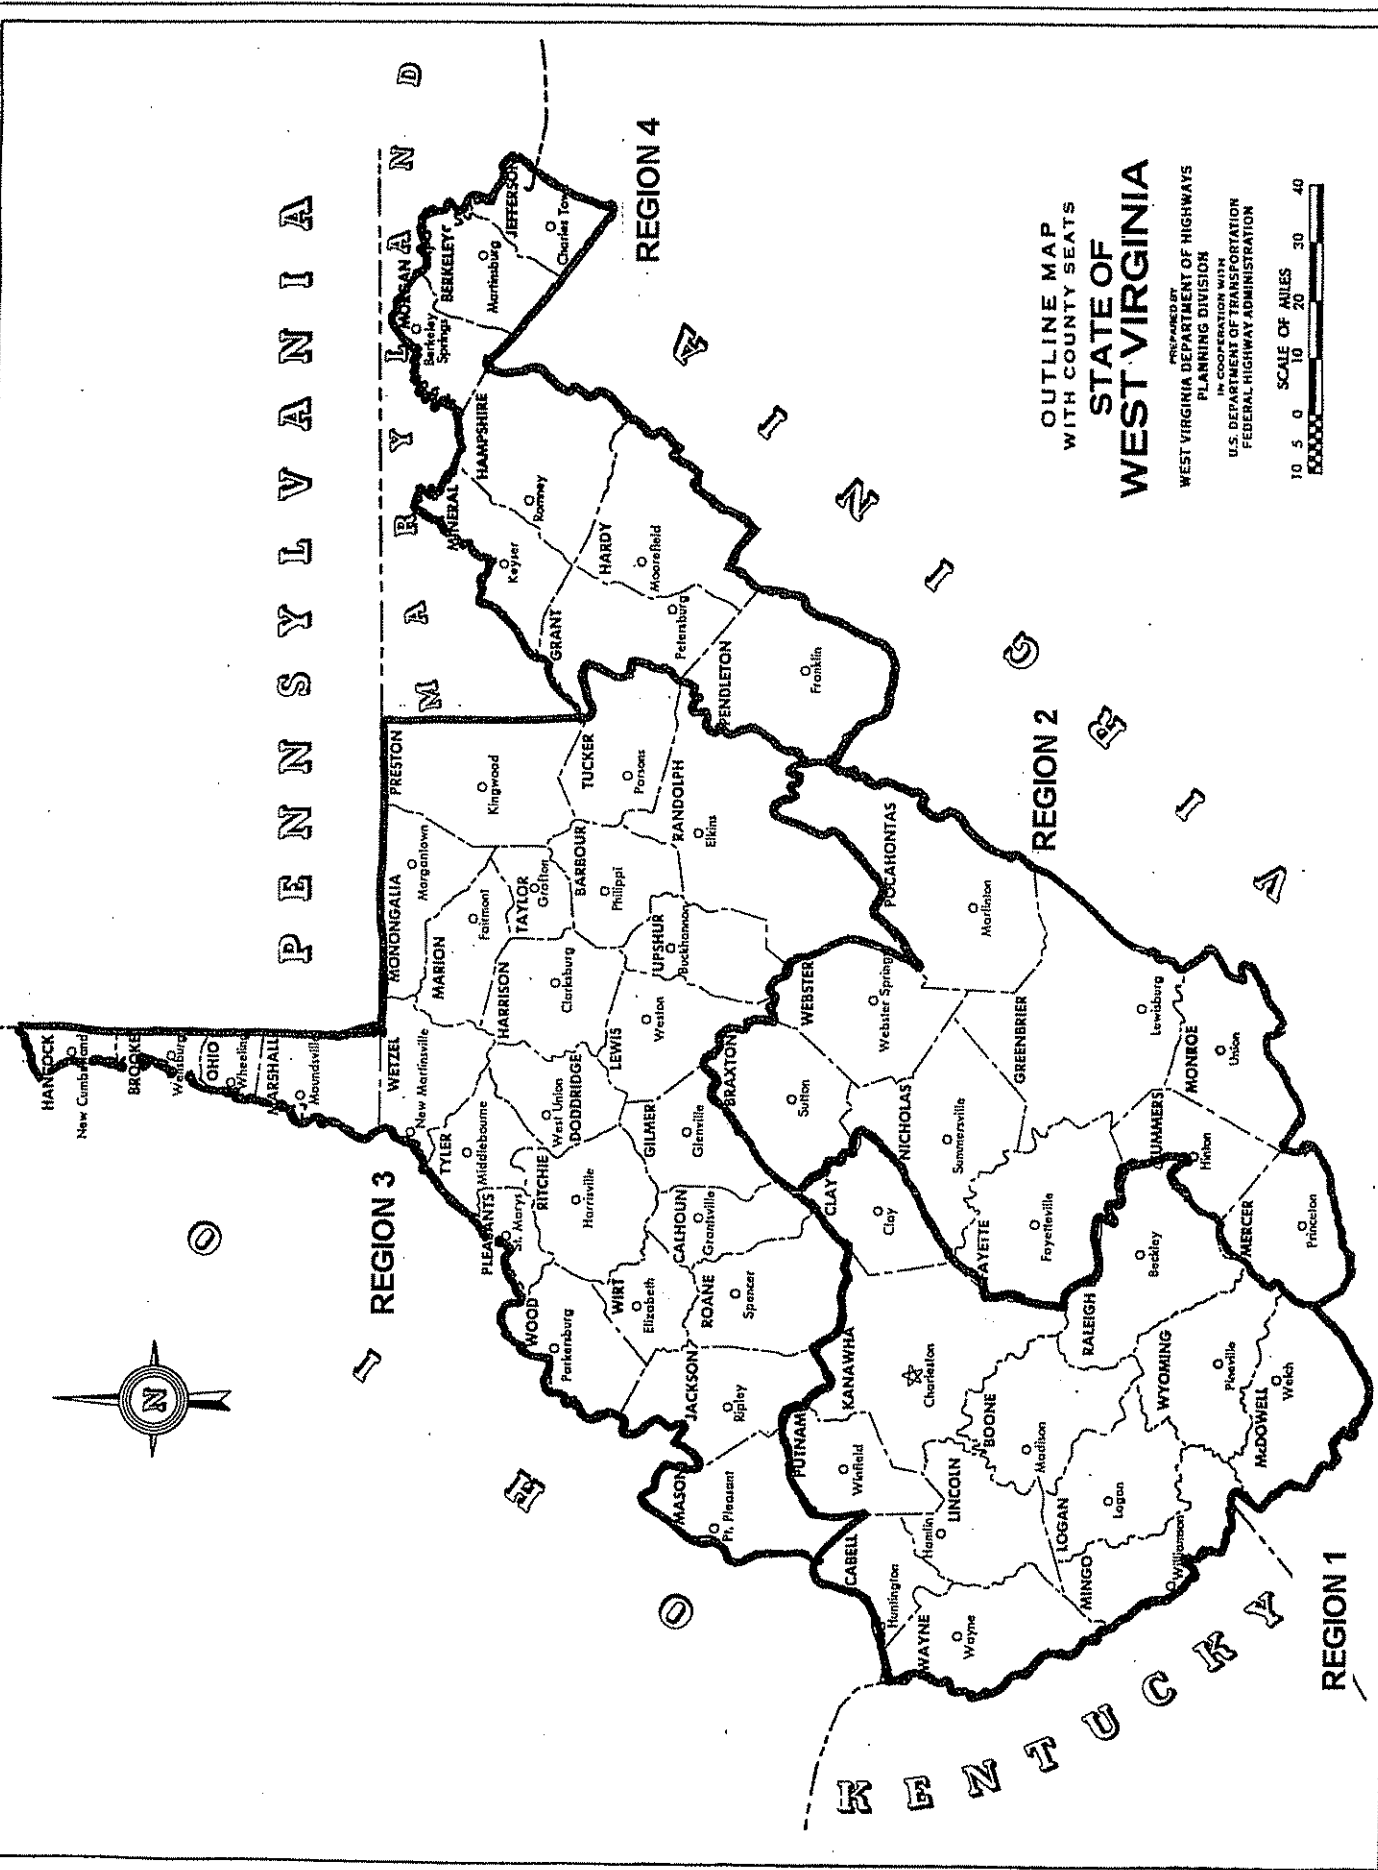 PENNSYLVANIA
MARYLAND
OHIO
KENTUCKY
VIRGINIA
N
REGION 3
REGION 4
REGION 2
REGION 1
HANCOCK
New Cumberland
BROOKE
Wellsburg
OHIO
Wheeling
MARSHALL
Moundsville
WETZEL
New Martinsville
MONONGALIA
Morgantown
PRESTON
Kingwood
MARION
Fairmont
TYLER
Middlebourne
PLEASANTS
St. Marys
RITCHIE
Harrisville
DODDRIDGE
West Union
HARRISON
Clarksburg
TAYLOR
Grafton
BARBOUR
Philippi
TUCKER
Parsons
RANDOLPH
Elkins
UPSHUR
Buckhannon
LEWIS
Weston
GILMER
Glenville
CALHOUN
Grantsville
WIRT
Elizabeth
WOOD
Parkersburg
ROANE
Spencer
JACKSON
Ripley
MASON
Pt. Pleasant
MORGAN
Berkeley
Springs
BERKELEY
Martinsburg
JEFFERSON
Charles Town
HAMPSHIRE
Romney
MINERAL
Keyser
GRANT
Petersburg
HARDY
Moorefield
PENDLETON
Franklin
BRAXTON
Sutton
WEBSTER
Webster Springs
POCAHONTAS
Marlinton
NICHOLAS
Summersville
GREENBRIER
Lewisburg
FAYETTE
Fayetteville
SUMMERS
Hinton
MONROE
Union
MERCER
Princeton
CLAY
Clay
KANAWHA
Charleston
PUTNAM
Winfield
CABELL
Huntington
WAYNE
Wayne
LINCOLN
Hamlin
BOONE
Madison
LOGAN
Logan
MINGO
Williamson
RALEIGH
Beckley
WYOMING
Pineville
McDOWELL
Welch
OUTLINE MAP
WITH COUNTY SEATS
STATE OF
WEST VIRGINIA
PREPARED BY
WEST VIRGINIA DEPARTMENT OF HIGHWAYS
PLANNING DIVISION
IN COOPERATION WITH
U.S. DEPARTMENT OF TRANSPORTATION
FEDERAL HIGHWAY ADMINISTRATION
SCALE OF MILES
10 5 0 10 20 30 40